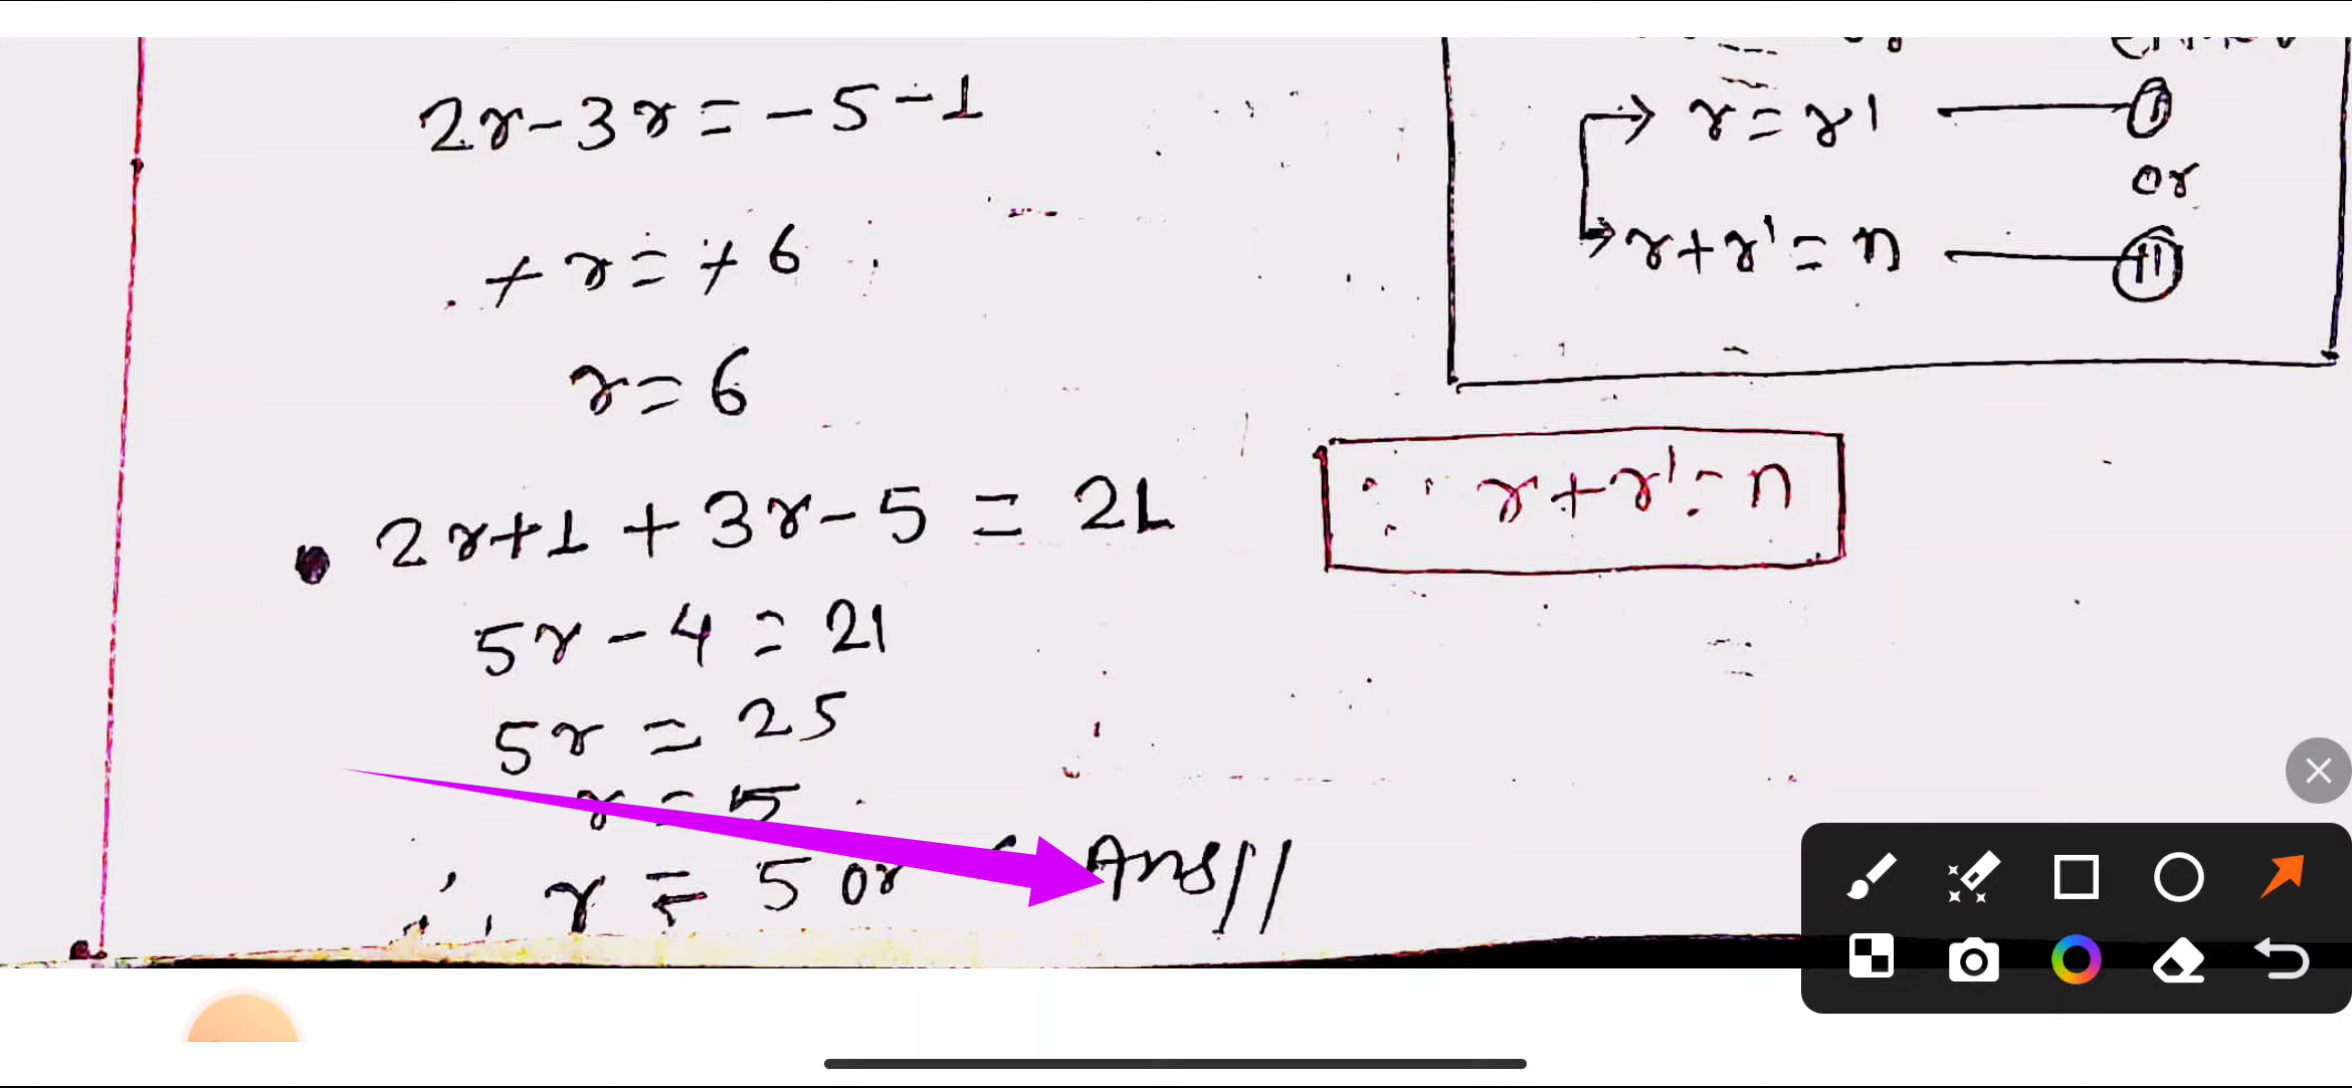 2r-3r = -5-1
+r = +6
r = 6
2r+1 + 3r-5 = 21
5r - 4 = 21
5r = 25
r = 5
∴ r = 5 or Ans//
→ r = r' — (I)
or
→ r+r' = n — (II)
∵ r+r' = n